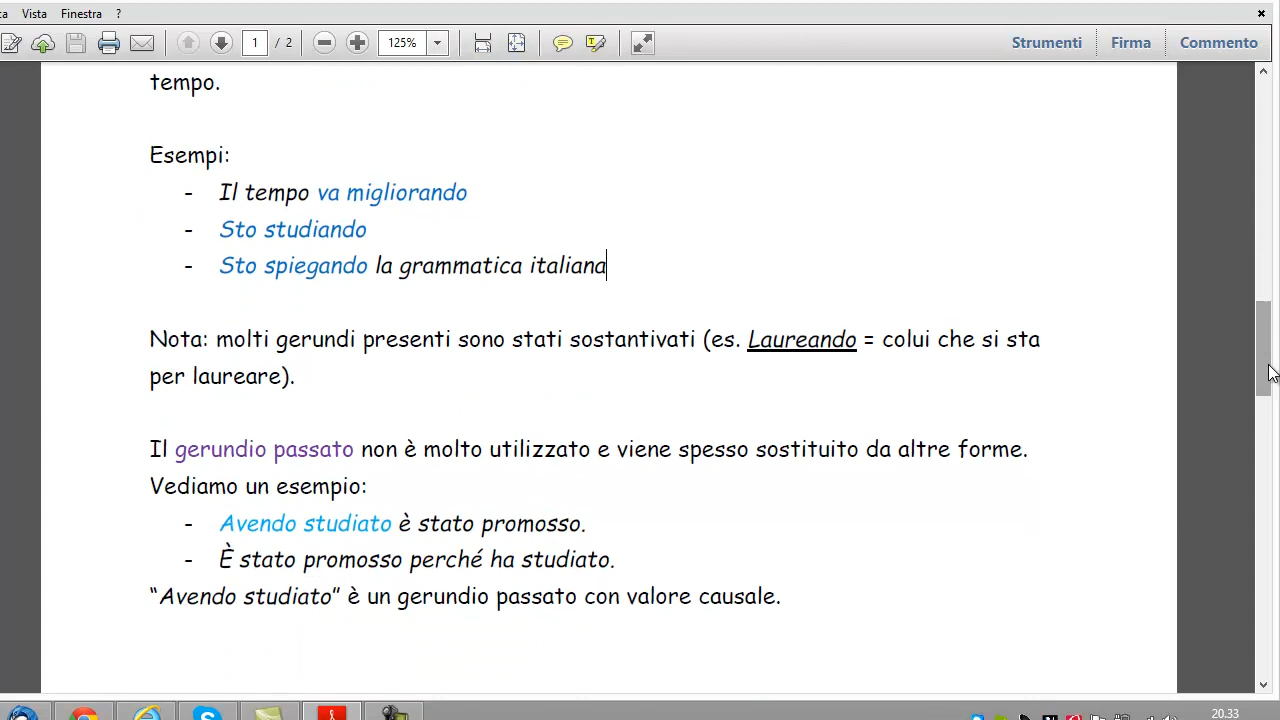 Vista Finestra ?
1 / 2 125% Strumenti Firma Commento
tempo.
Esempi:
- Il tempo va migliorando
- Sto studiando
- Sto spiegando la grammatica italiana
Nota: molti gerundi presenti sono stati sostantivati (es. Laureando = colui che si sta
per laureare).
Il gerundio passato non è molto utilizzato e viene spesso sostituito da altre forme.
Vediamo un esempio:
- Avendo studiato è stato promosso.
- È stato promosso perché ha studiato.
“Avendo studiato” è un gerundio passato con valore causale.
20.33